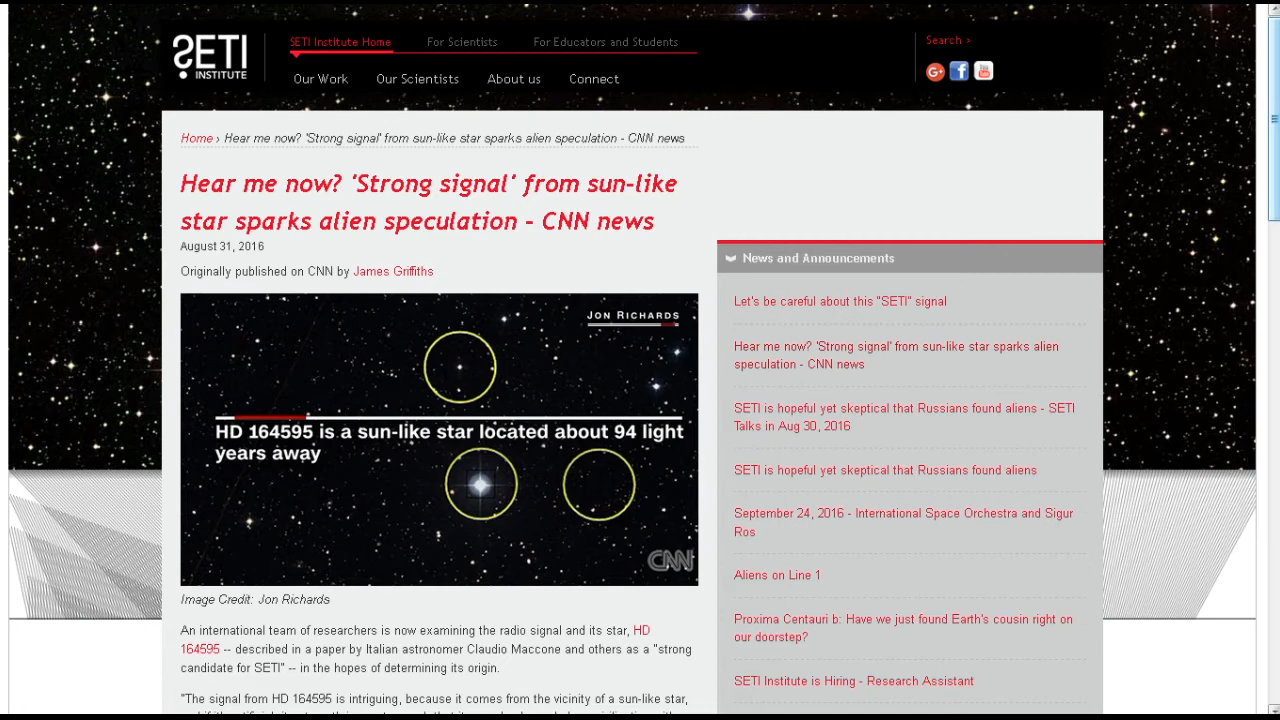 SETI
INSTITUTE
SETI Institute Home
For Scientists
For Educators and Students
Search >
Our Work
Our Scientists
About us
Connect
Home › Hear me now? 'Strong signal' from sun-like star sparks alien speculation - CNN news
Hear me now? 'Strong signal' from sun-like
star sparks alien speculation - CNN news
August 31, 2016
Originally published on CNN by James Griffiths
JON RICHARDS
HD 164595 is a sun-like star located about 94 light
years away
CNN
Image Credit: Jon Richards
An international team of researchers is now examining the radio signal and its star, HD
164595 -- described in a paper by Italian astronomer Claudio Maccone and others as a "strong
candidate for SETI" -- in the hopes of determining its origin.
"The signal from HD 164595 is intriguing, because it comes from the vicinity of a sun-like star,
News and Announcements
Let's be careful about this "SETI" signal
Hear me now? 'Strong signal' from sun-like star sparks alien
speculation - CNN news
SETI is hopeful yet skeptical that Russians found aliens - SETI
Talks in Aug 30, 2016
SETI is hopeful yet skeptical that Russians found aliens
September 24, 2016 - International Space Orchestra and Sigur
Ros
Aliens on Line 1
Proxima Centauri b: Have we just found Earth's cousin right on
our doorstep?
SETI Institute is Hiring - Research Assistant